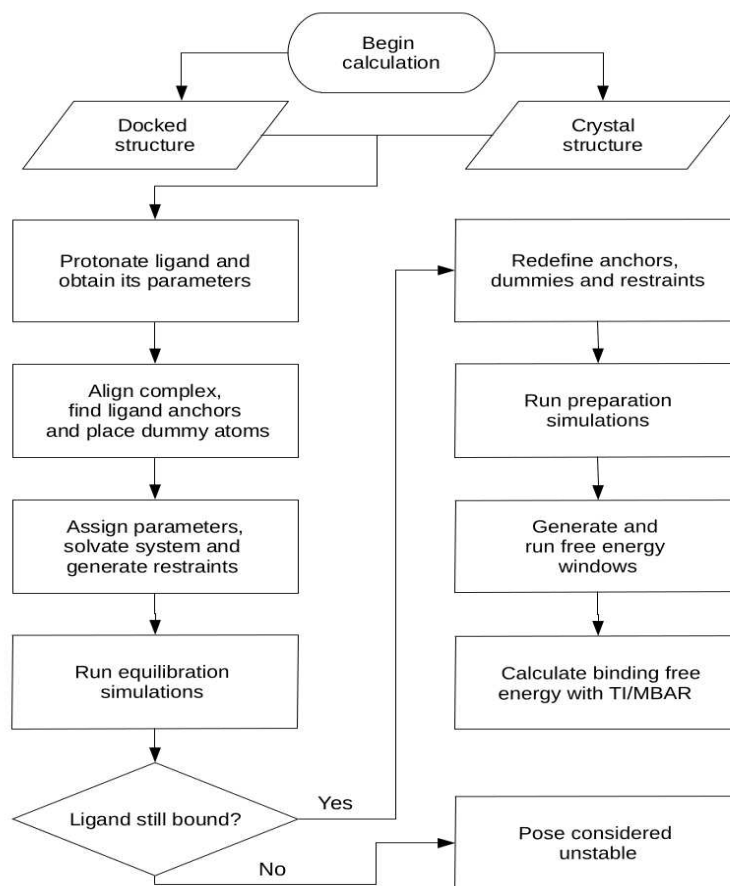 Begin
calculation
Docked
structure
Crystal
structure
Protonate ligand and
obtain its parameters
Align complex,
find ligand anchors
and place dummy atoms
Assign parameters,
solvate system and
generate restraints
Run equilibration
simulations
Ligand still bound?
Yes
No
Redefine anchors,
dummies and restraints
Run preparation
simulations
Generate and
run free energy
windows
Calculate binding free
energy with TI/MBAR
Pose considered
unstable